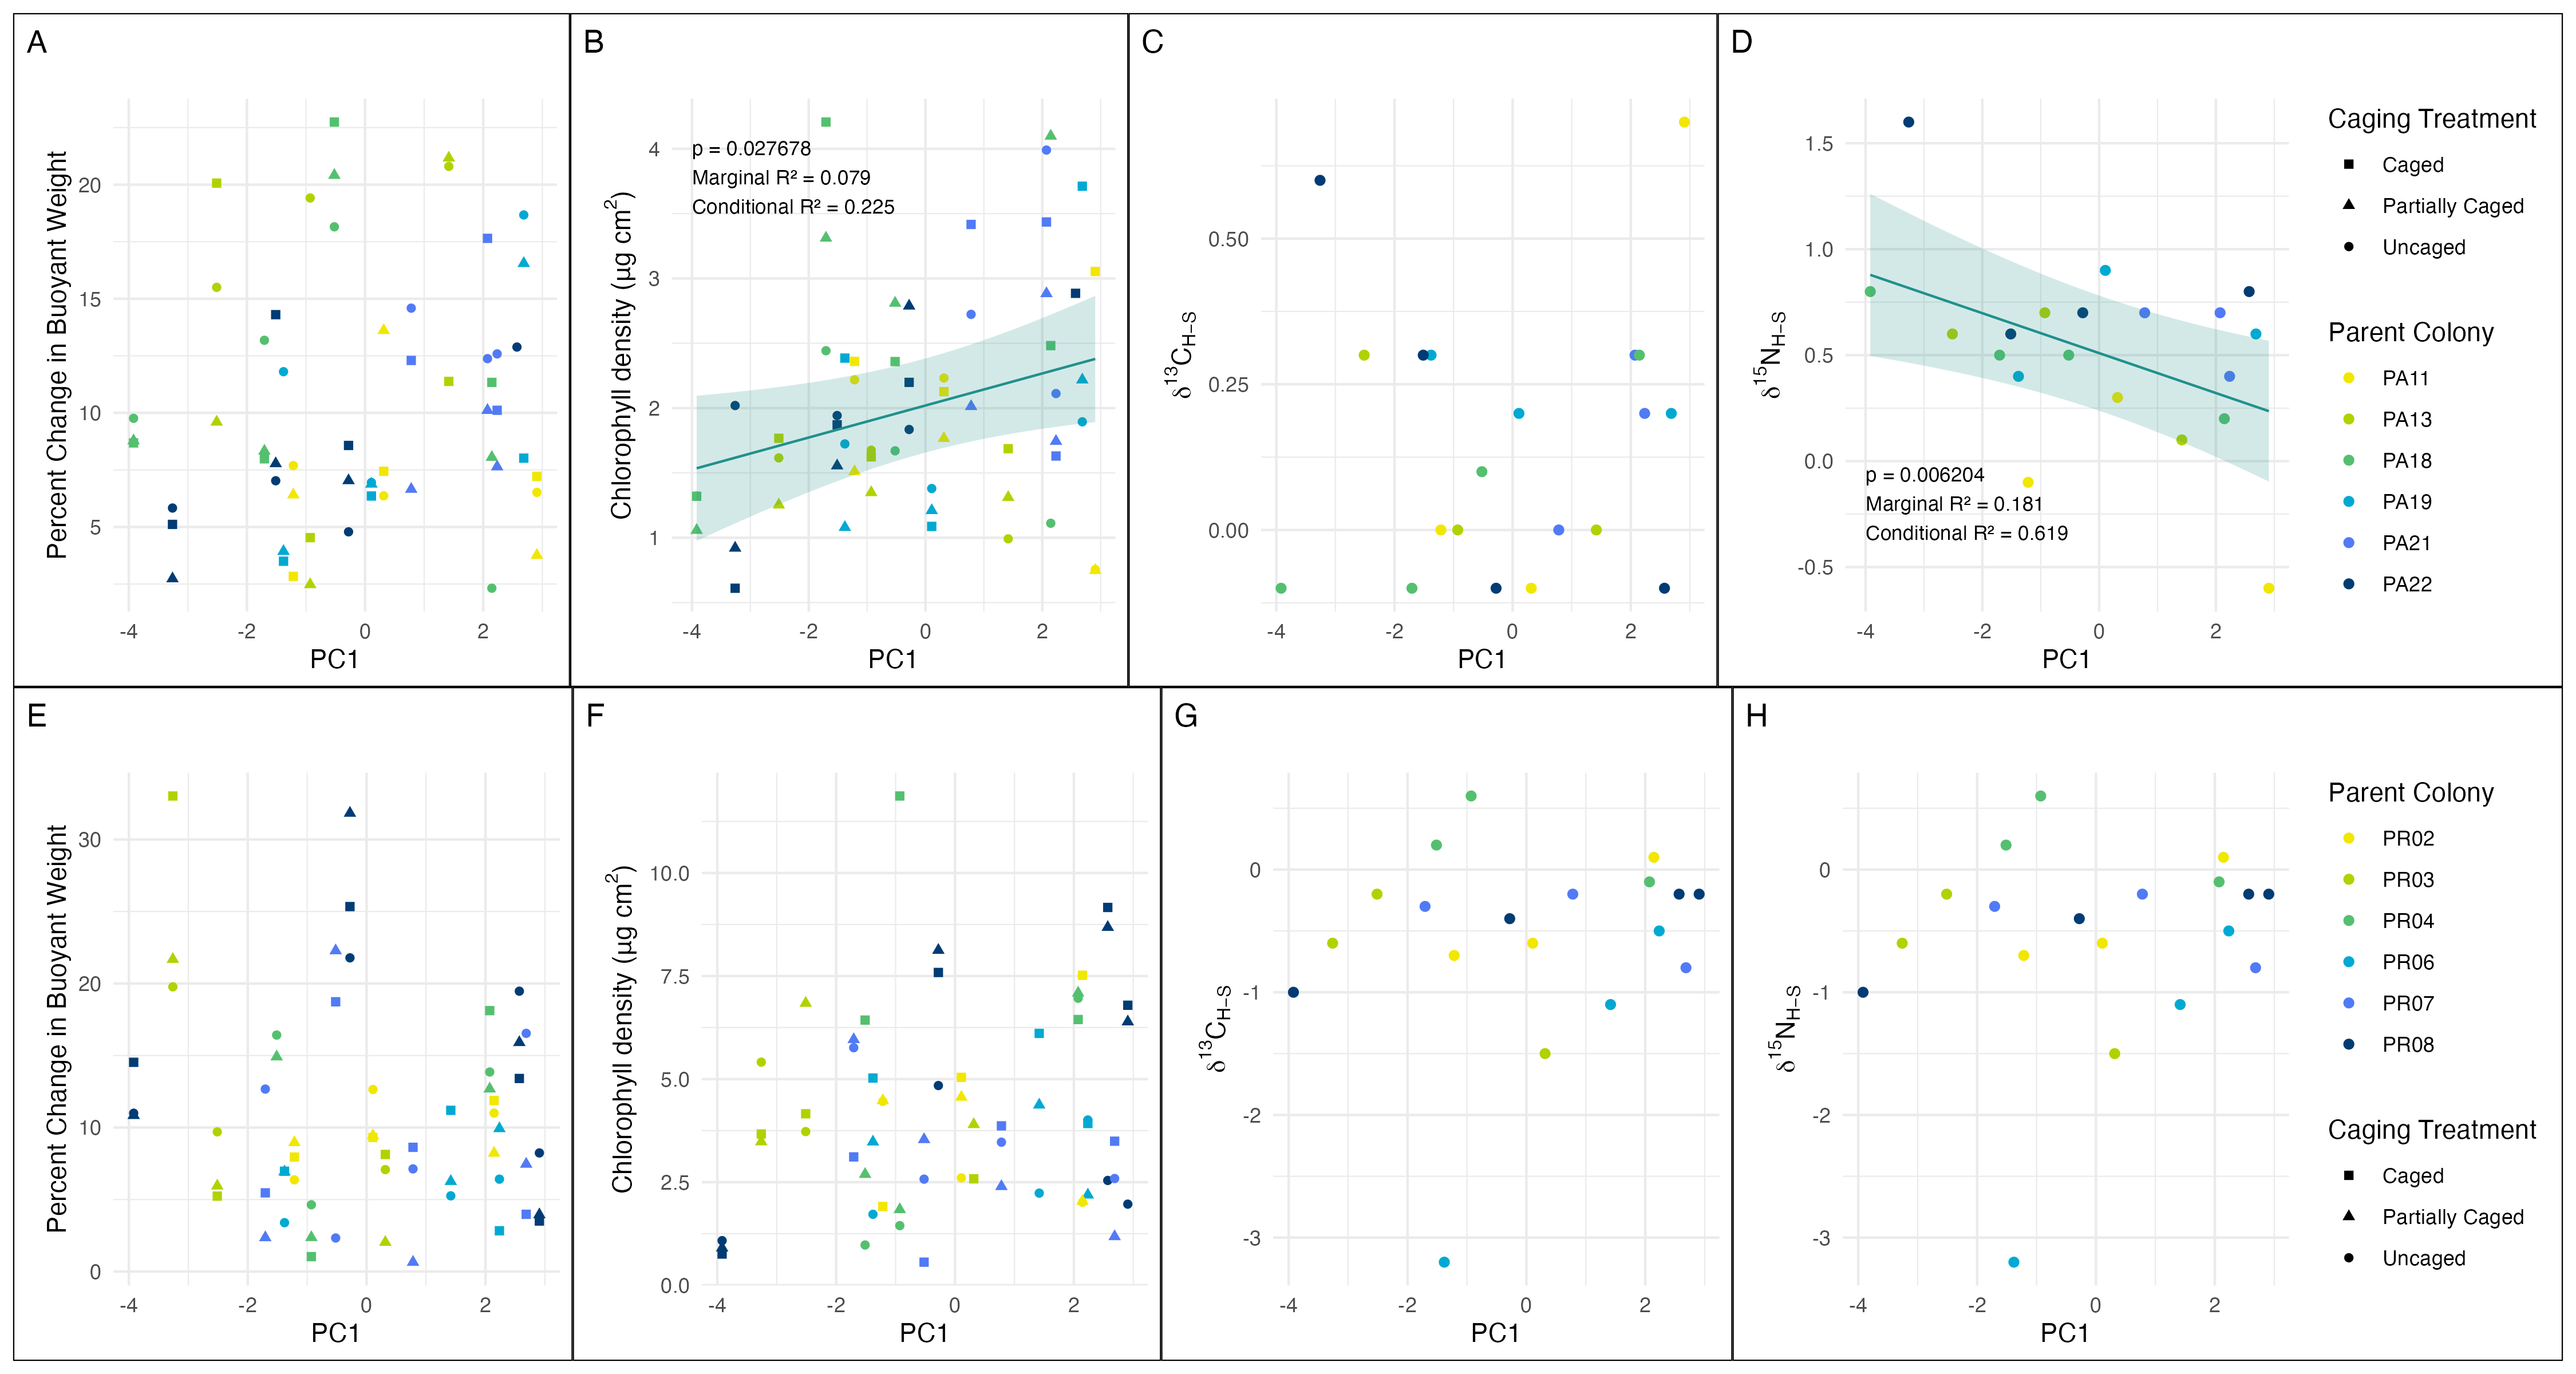 A
Percent Change in Buoyant Weight
20
15
10
5
-4 -2 0 2
PC1
B
Chlorophyll density (µg cm²)
4
3
2
1
p = 0.027678
Marginal R² = 0.079
Conditional R² = 0.225
-4 -2 0 2
PC1
C
δ¹³C H−S
0.50
0.25
0.00
-4 -2 0 2
PC1
D
δ¹⁵N H−S
1.5
1.0
0.5
0.0
-0.5
p = 0.006204
Marginal R² = 0.181
Conditional R² = 0.619
-4 -2 0 2
PC1
Caging Treatment
Caged
Partially Caged
Uncaged
Parent Colony
PA11
PA13
PA18
PA19
PA21
PA22
E
Percent Change in Buoyant Weight
30
20
10
0
-4 -2 0 2
PC1
F
Chlorophyll density (µg cm²)
10.0
7.5
5.0
2.5
0.0
-4 -2 0 2
PC1
G
δ¹³C H−S
0
-1
-2
-3
-4 -2 0 2
PC1
H
δ¹⁵N H−S
0
-1
-2
-3
-4 -2 0 2
PC1
Parent Colony
PR02
PR03
PR04
PR06
PR07
PR08
Caging Treatment
Caged
Partially Caged
Uncaged